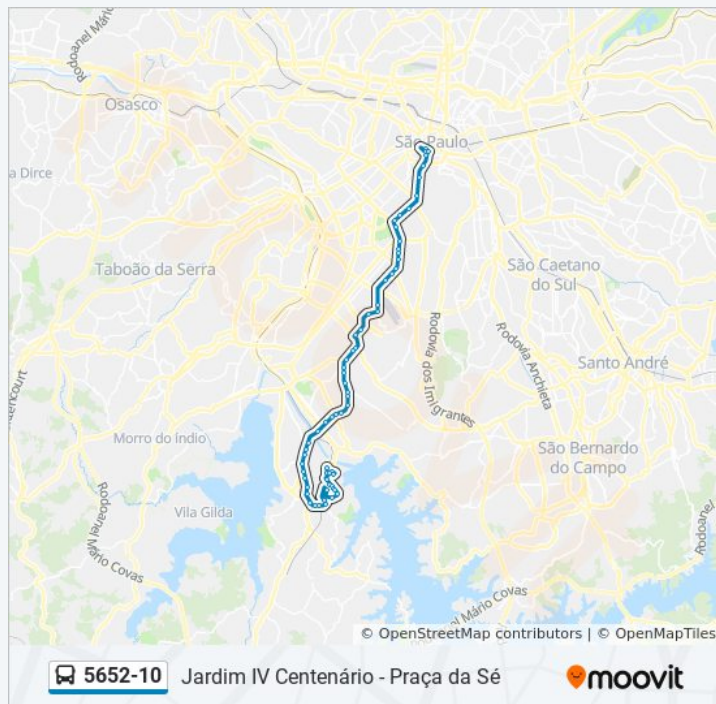 Rodoanel Mário
Osasco
São Paulo
a Dirce
Taboão da Serra
São Caetano
do Sul
Rodovia dos Imigrantes
Rodovia Anchieta
Santo André
encourt
Morro do Índio
São Bernardo
do Campo
Vila Gilda
Rodoanel Mário Covas
Rodoanel
Mário Covas
© OpenStreetMap contributors | © OpenMapTiles
5652-10 Jardim IV Centenário - Praça da Sé moovit